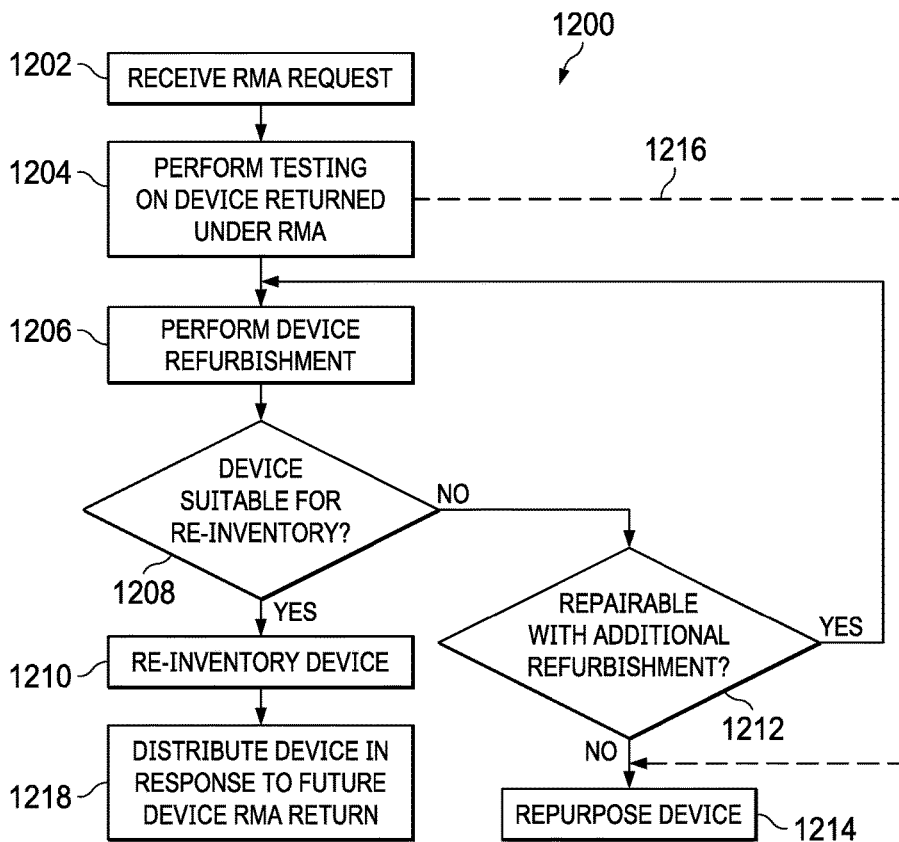 1200
1202
RECEIVE RMA REQUEST
1204
PERFORM TESTING
ON DEVICE RETURNED
UNDER RMA
1216
1206
PERFORM DEVICE
REFURBISHMENT
DEVICE
SUITABLE FOR
RE-INVENTORY?
NO
1208
YES
REPAIRABLE
WITH ADDITIONAL
REFURBISHMENT?
YES
1212
NO
1210
RE-INVENTORY DEVICE
1218
DISTRIBUTE DEVICE IN
RESPONSE TO FUTURE
DEVICE RMA RETURN
REPURPOSE DEVICE
1214